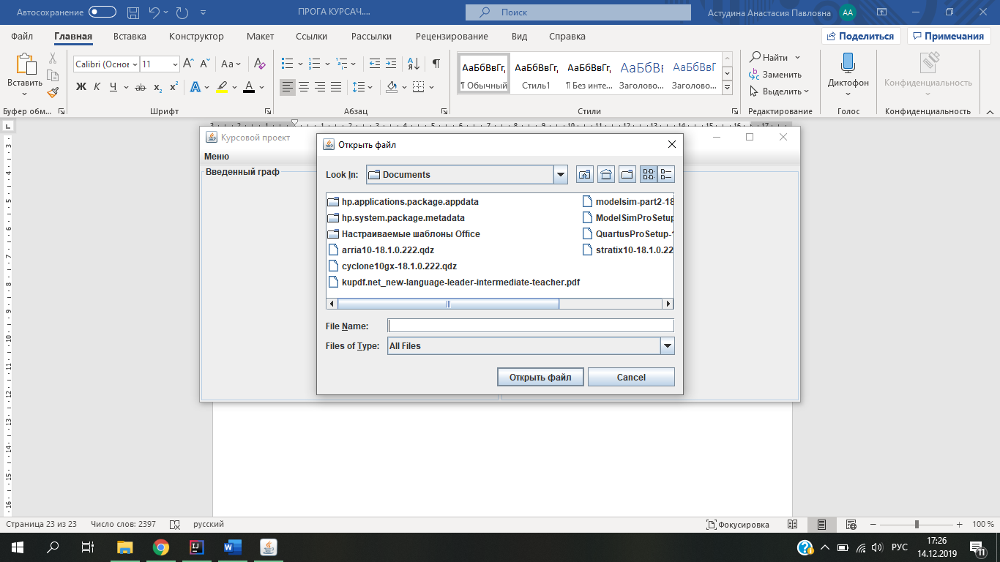 Автосохранение
ПРОГА КУРСАЧ....
Поиск
Астудина Анастасия Павловна
АА
Файл Главная Вставка Конструктор Макет Ссылки Рассылки Рецензирование Вид Справка
Поделиться Примечания
Вставить
Calibri (Осноі 11
Ж К Ч ab x₂ x²
АаБбВвГг, АаБбВвГг, АаБбВвГг, АаБбВı АаБбВвГ
¶ Обычный Стиль1 ¶ Без инте... Заголово... Заголово...
Найти
Заменить
Выделить
Диктофон
Конфиденциальность
Буфер обм... Шрифт Абзац Стили Редактирование Голос Конфиденциальность
Курсовой проект
Меню
Введенный граф
Открыть файл
Look In: Documents
hp.applications.package.appdata
hp.system.package.metadata
Настраиваемые шаблоны Office
arria10-18.1.0.222.qdz
cyclone10gx-18.1.0.222.qdz
kupdf.net_new-language-leader-intermediate-teacher.pdf
modelsim-part2-18
ModelSimProSetup
QuartusProSetup-1
stratix10-18.1.0.22
File Name:
Files of Type: All Files
Открыть файл Cancel
Страница 23 из 23 Число слов: 2397 русский
Фокусировка
100 %
РУС
17:26
14.12.2019
11